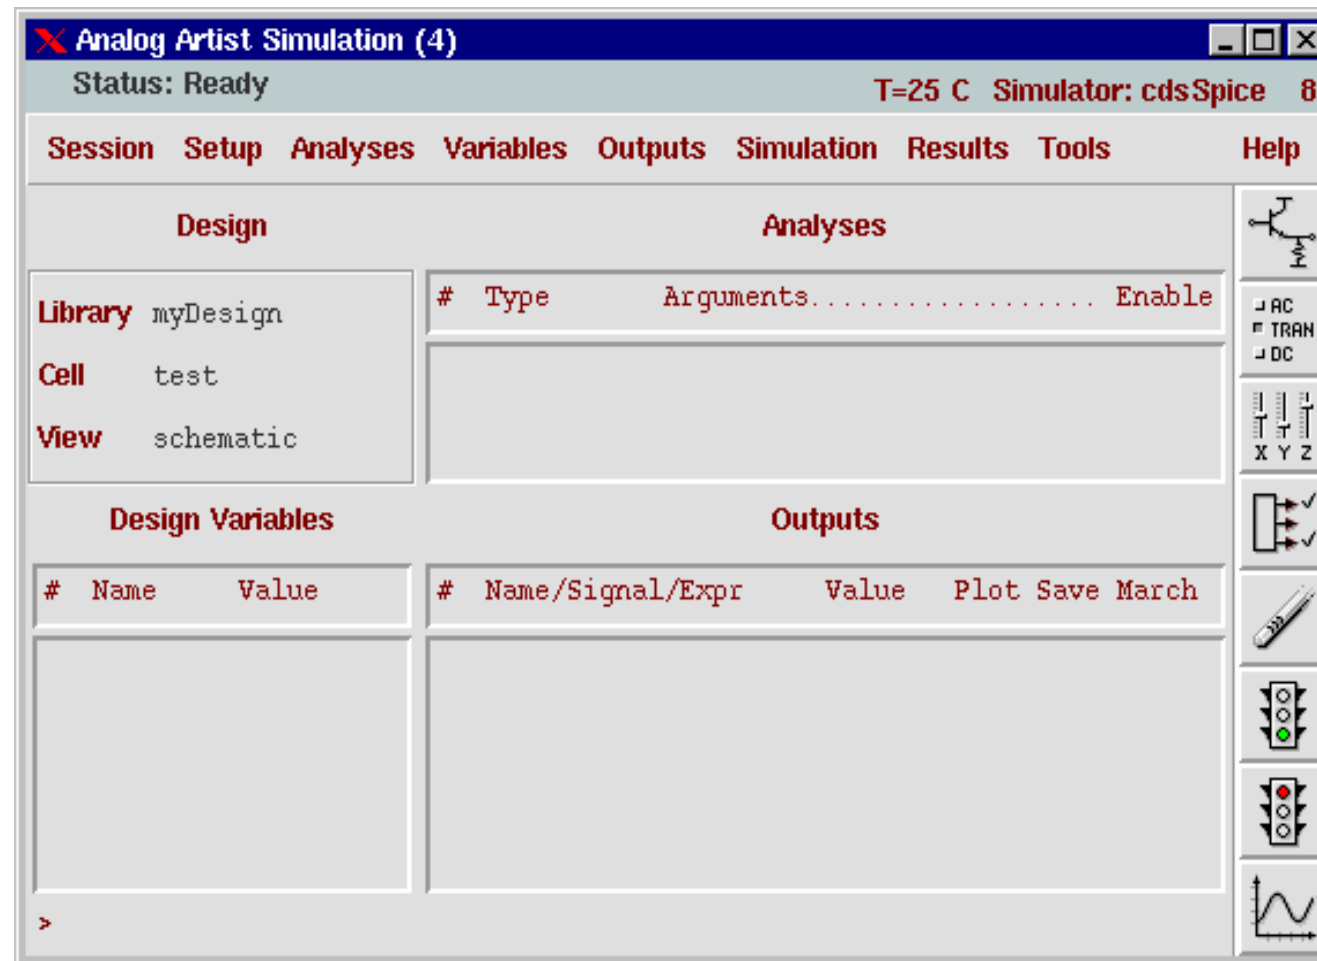 Analog Artist Simulation (4)
Status: Ready
T=25 C Simulator: cdsSpice 8
Session Setup Analyses Variables Outputs Simulation Results Tools Help
Design
Library myDesign
Cell test
View schematic
Analyses
# Type Arguments.................. Enable
Design Variables
# Name Value
Outputs
# Name/Signal/Expr Value Plot Save March
>
AC
TRAN
DC
X Y Z